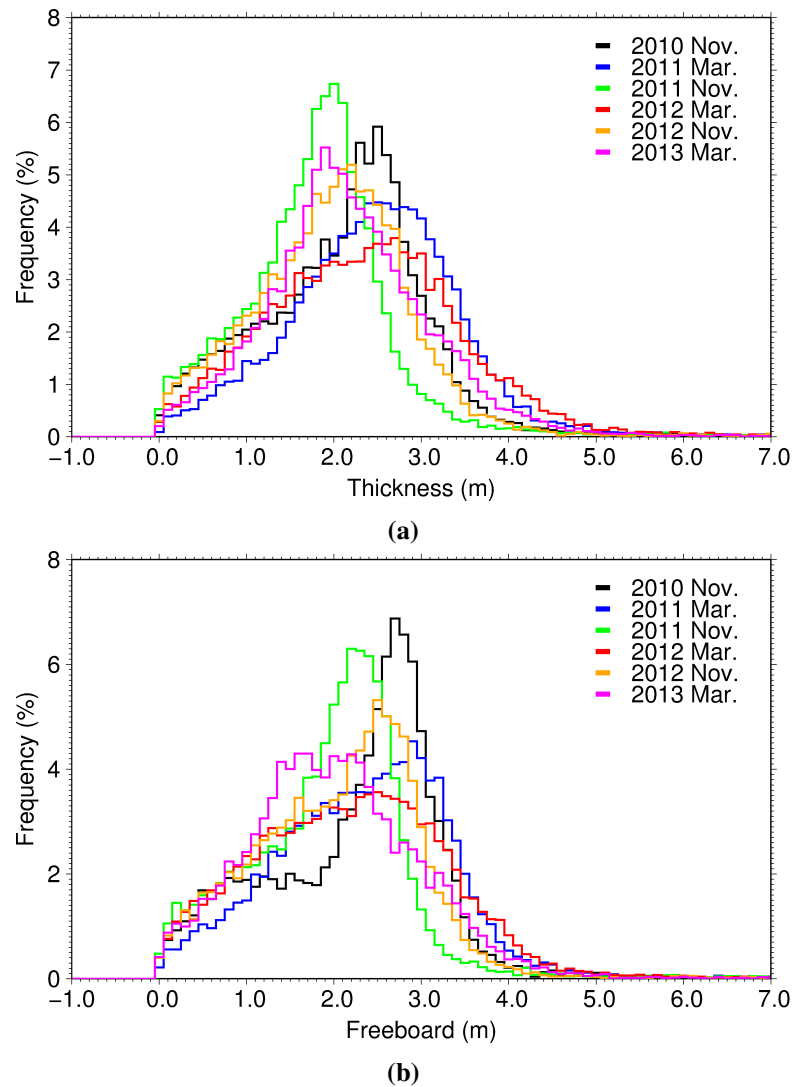 8
7
6
5
4
3
2
1
0
Frequency (%)
2010 Nov.
2011 Mar.
2011 Nov.
2012 Mar.
2012 Nov.
2013 Mar.
−1.0 0.0 1.0 2.0 3.0 4.0 5.0 6.0 7.0
Thickness (m)
(a)
8
6
4
2
0
Frequency (%)
2010 Nov.
2011 Mar.
2011 Nov.
2012 Mar.
2012 Nov.
2013 Mar.
−1.0 0.0 1.0 2.0 3.0 4.0 5.0 6.0 7.0
Freeboard (m)
(b)